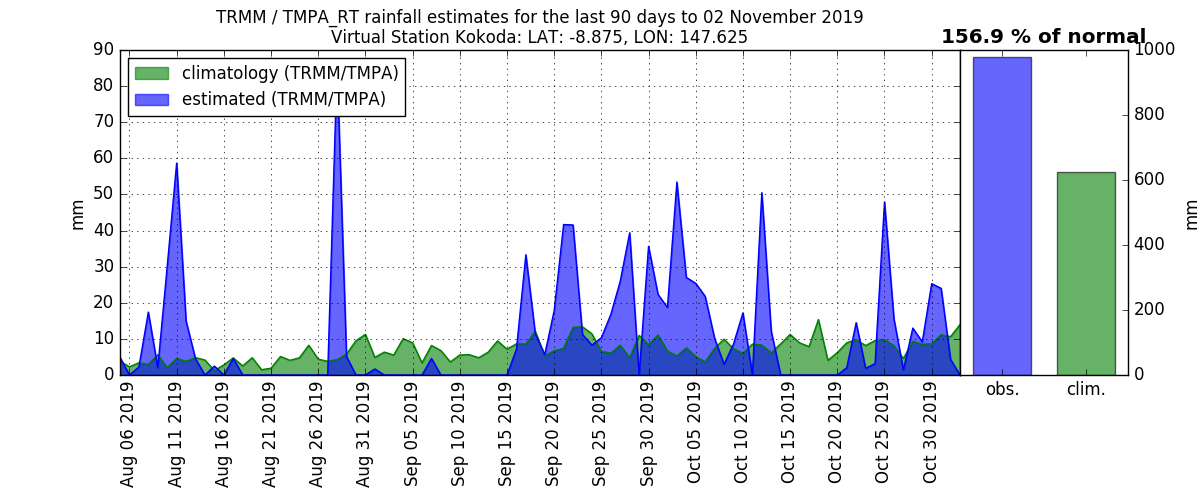 TRMM / TMPA_RT rainfall estimates for the last 90 days to 02 November 2019
Virtual Station Kokoda: LAT: -8.875, LON: 147.625
156.9 % of normal
climatology (TRMM/TMPA)
estimated (TRMM/TMPA)
90
80
70
60
50
40
30
20
10
0
mm
Aug 06 2019
Aug 11 2019
Aug 16 2019
Aug 21 2019
Aug 26 2019
Aug 31 2019
Sep 05 2019
Sep 10 2019
Sep 15 2019
Sep 20 2019
Sep 25 2019
Sep 30 2019
Oct 05 2019
Oct 10 2019
Oct 15 2019
Oct 20 2019
Oct 25 2019
Oct 30 2019
obs.
clim.
1000
800
600
400
200
0
mm